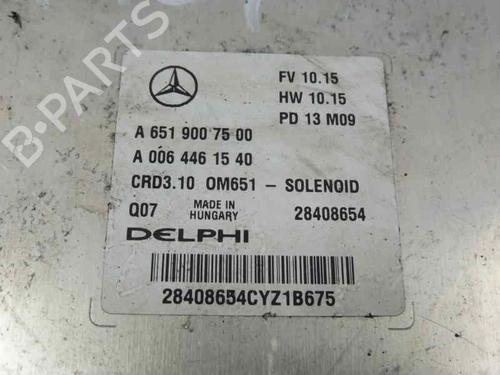 FV 10.15
HW 10.15
PD 13 M09
A 651 900 75 00
A 006 446 15 40
CRD3.10 OM651 - SOLENOID
Q07 MADE IN HUNGARY 28408654
DELPHI
28408654CYZ1B675